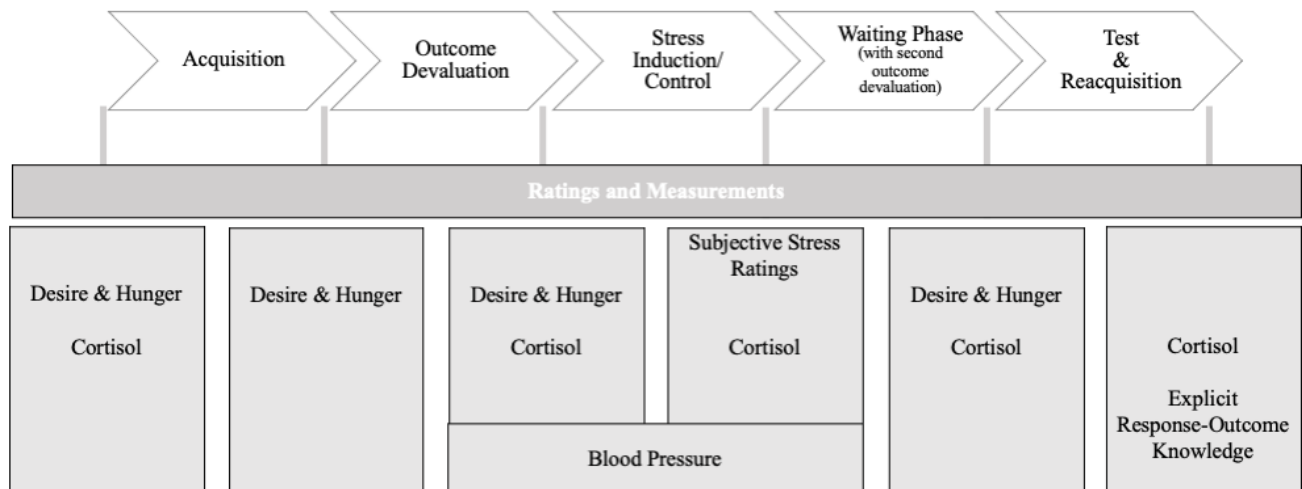 Acquisition
Outcome
Devaluation
Stress
Induction/
Control
Waiting Phase
(with second
outcome
devaluation)
Test
&
Reacquisition
Ratings and Measurements
Desire & Hunger
Cortisol
Desire & Hunger
Desire & Hunger
Cortisol
Subjective Stress
Ratings
Cortisol
Blood Pressure
Desire & Hunger
Cortisol
Cortisol
Explicit
Response-Outcome
Knowledge